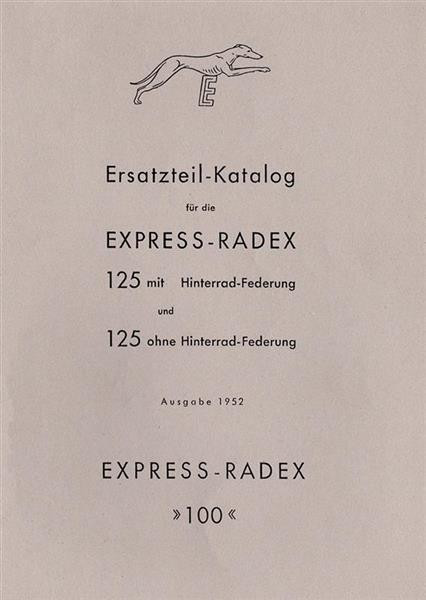 E
Ersatzteil-Katalog
für die
EXPRESS-RADEX
125 mit Hinterrad-Federung
und
125 ohne Hinterrad-Federung
Ausgabe 1952
EXPRESS-RADEX
»100«